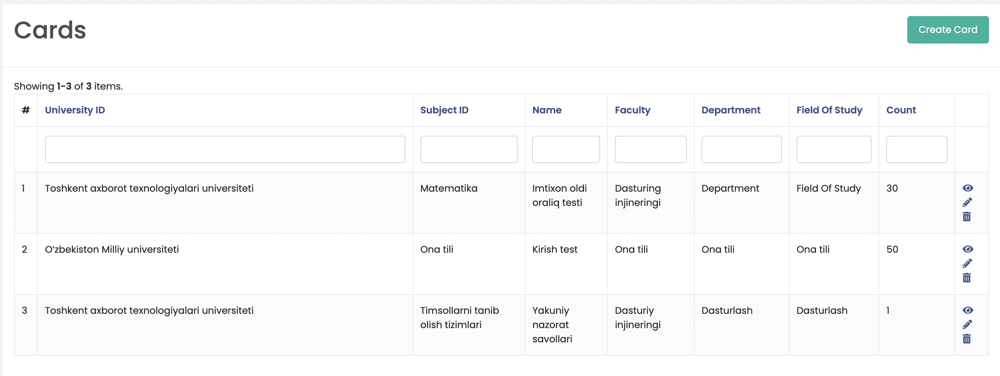 Cards
Create Card
Showing 1-3 of 3 items.
# University ID Subject ID Name Faculty Department Field Of Study Count
1 Toshkent axborot texnologiyalari universiteti Matematika Imtixon oldi oraliq testi Dasturing injineringi Department Field Of Study 30
2 O‘zbekiston Milliy universiteti Ona tili Kirish test Ona tili Ona tili Ona tili 50
3 Toshkent axborot texnologiyalari universiteti Timsollarni tanib olish tizimlari Yakuniy nazorat savollari Dasturiy injineringi Dasturlash Dasturlash 1